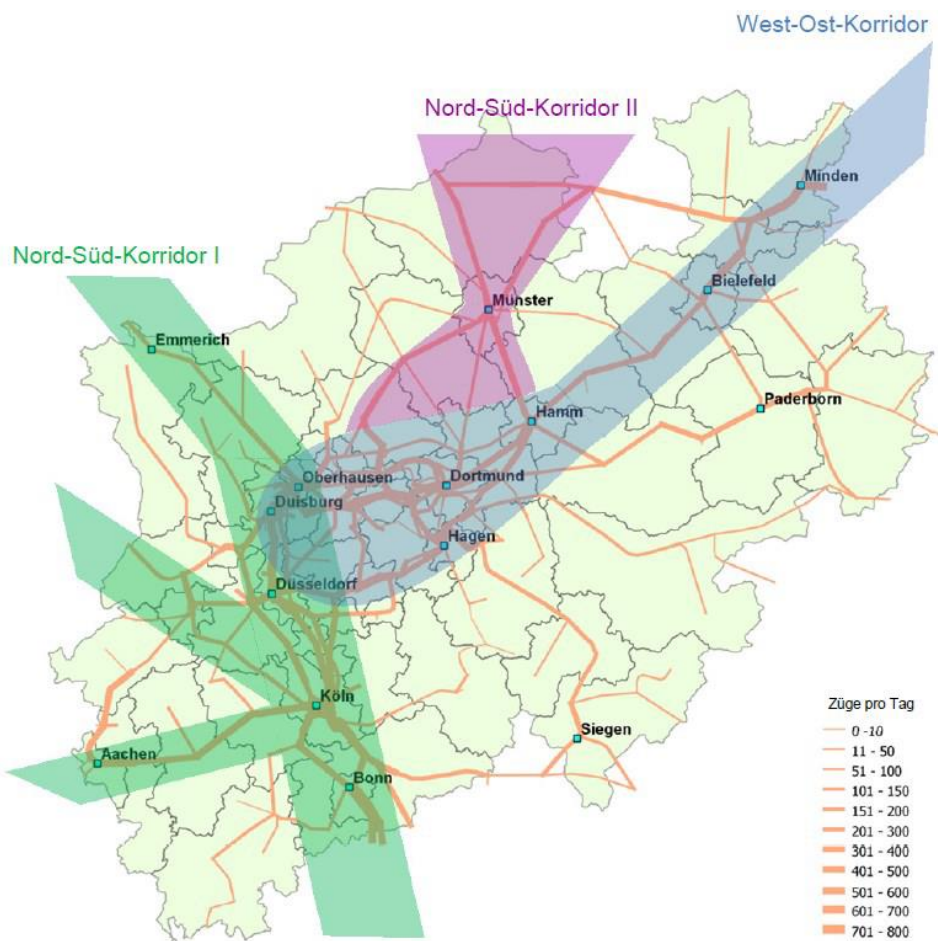 West-Ost-Korridor
Nord-Süd-Korridor II
Minden
Nord-Süd-Korridor I
Bielefeld
Münster
Emmerich
Paderborn
Hamm
Oberhausen
Dortmund
Duisburg
Hagen
Düsseldorf
Köln
Züge pro Tag
Siegen
0 -10
Aachen
11 - 50
Bonn
51 - 100
101 - 150
151 - 200
201 - 300
301 - 400
401 - 500
501 - 600
601 - 700
701 - 800